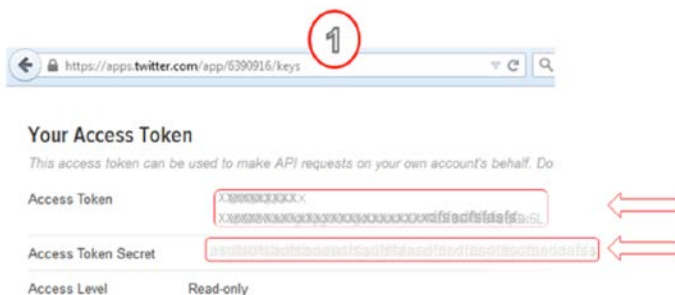 1
https://apps.twitter.com/app/6390916/keys
Your Access Token
This access token can be used to make API requests on your own account's behalf. Do
Access Token
Access Token Secret
Access Level Read-only